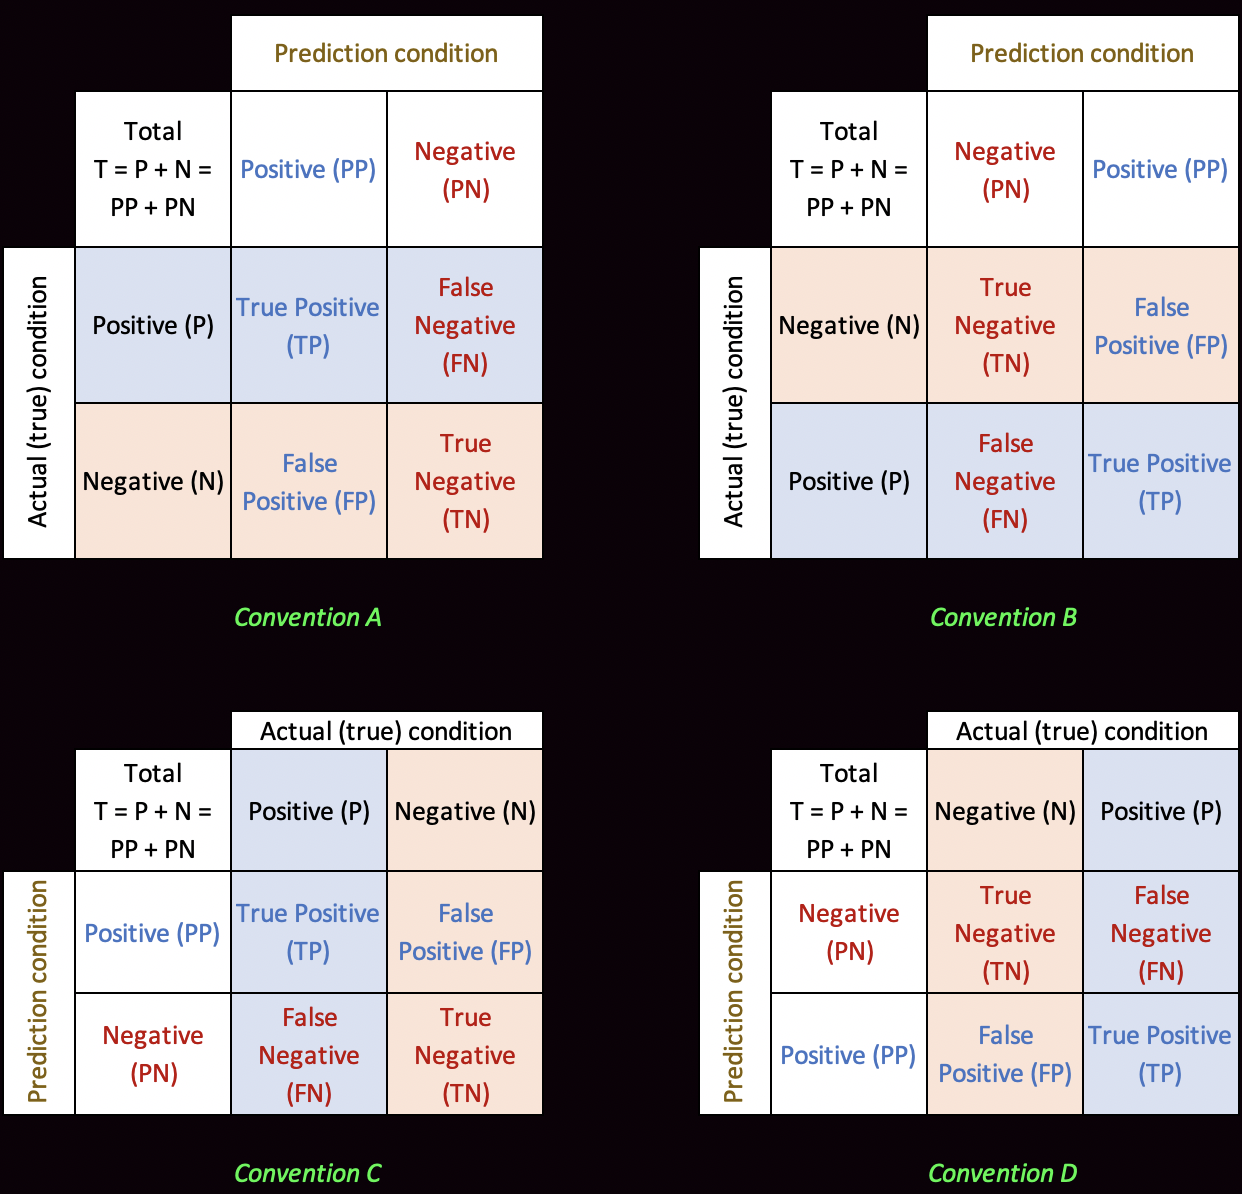 Prediction condition
Total
T = P + N =
PP + PN
Positive (PP)
Negative
(PN)
Actual (true) condition
Positive (P)
True Positive
(TP)
False
Negative
(FN)
Negative (N)
False
Positive (FP)
True
Negative
(TN)
Convention A
Prediction condition
Total
T = P + N =
PP + PN
Negative
(PN)
Positive (PP)
Actual (true) condition
Negative (N)
True
Negative
(TN)
False
Positive (FP)
Positive (P)
False
Negative
(FN)
True Positive
(TP)
Convention B
Actual (true) condition
Total
T = P + N =
PP + PN
Positive (P)
Negative (N)
Prediction condition
Positive (PP)
True Positive
(TP)
False
Positive (FP)
Negative
(PN)
False
Negative
(FN)
True
Negative
(TN)
Convention C
Actual (true) condition
Total
T = P + N =
PP + PN
Negative (N)
Positive (P)
Prediction condition
Negative
(PN)
True
Negative
(TN)
False
Negative
(FN)
Positive (PP)
False
Positive (FP)
True Positive
(TP)
Convention D